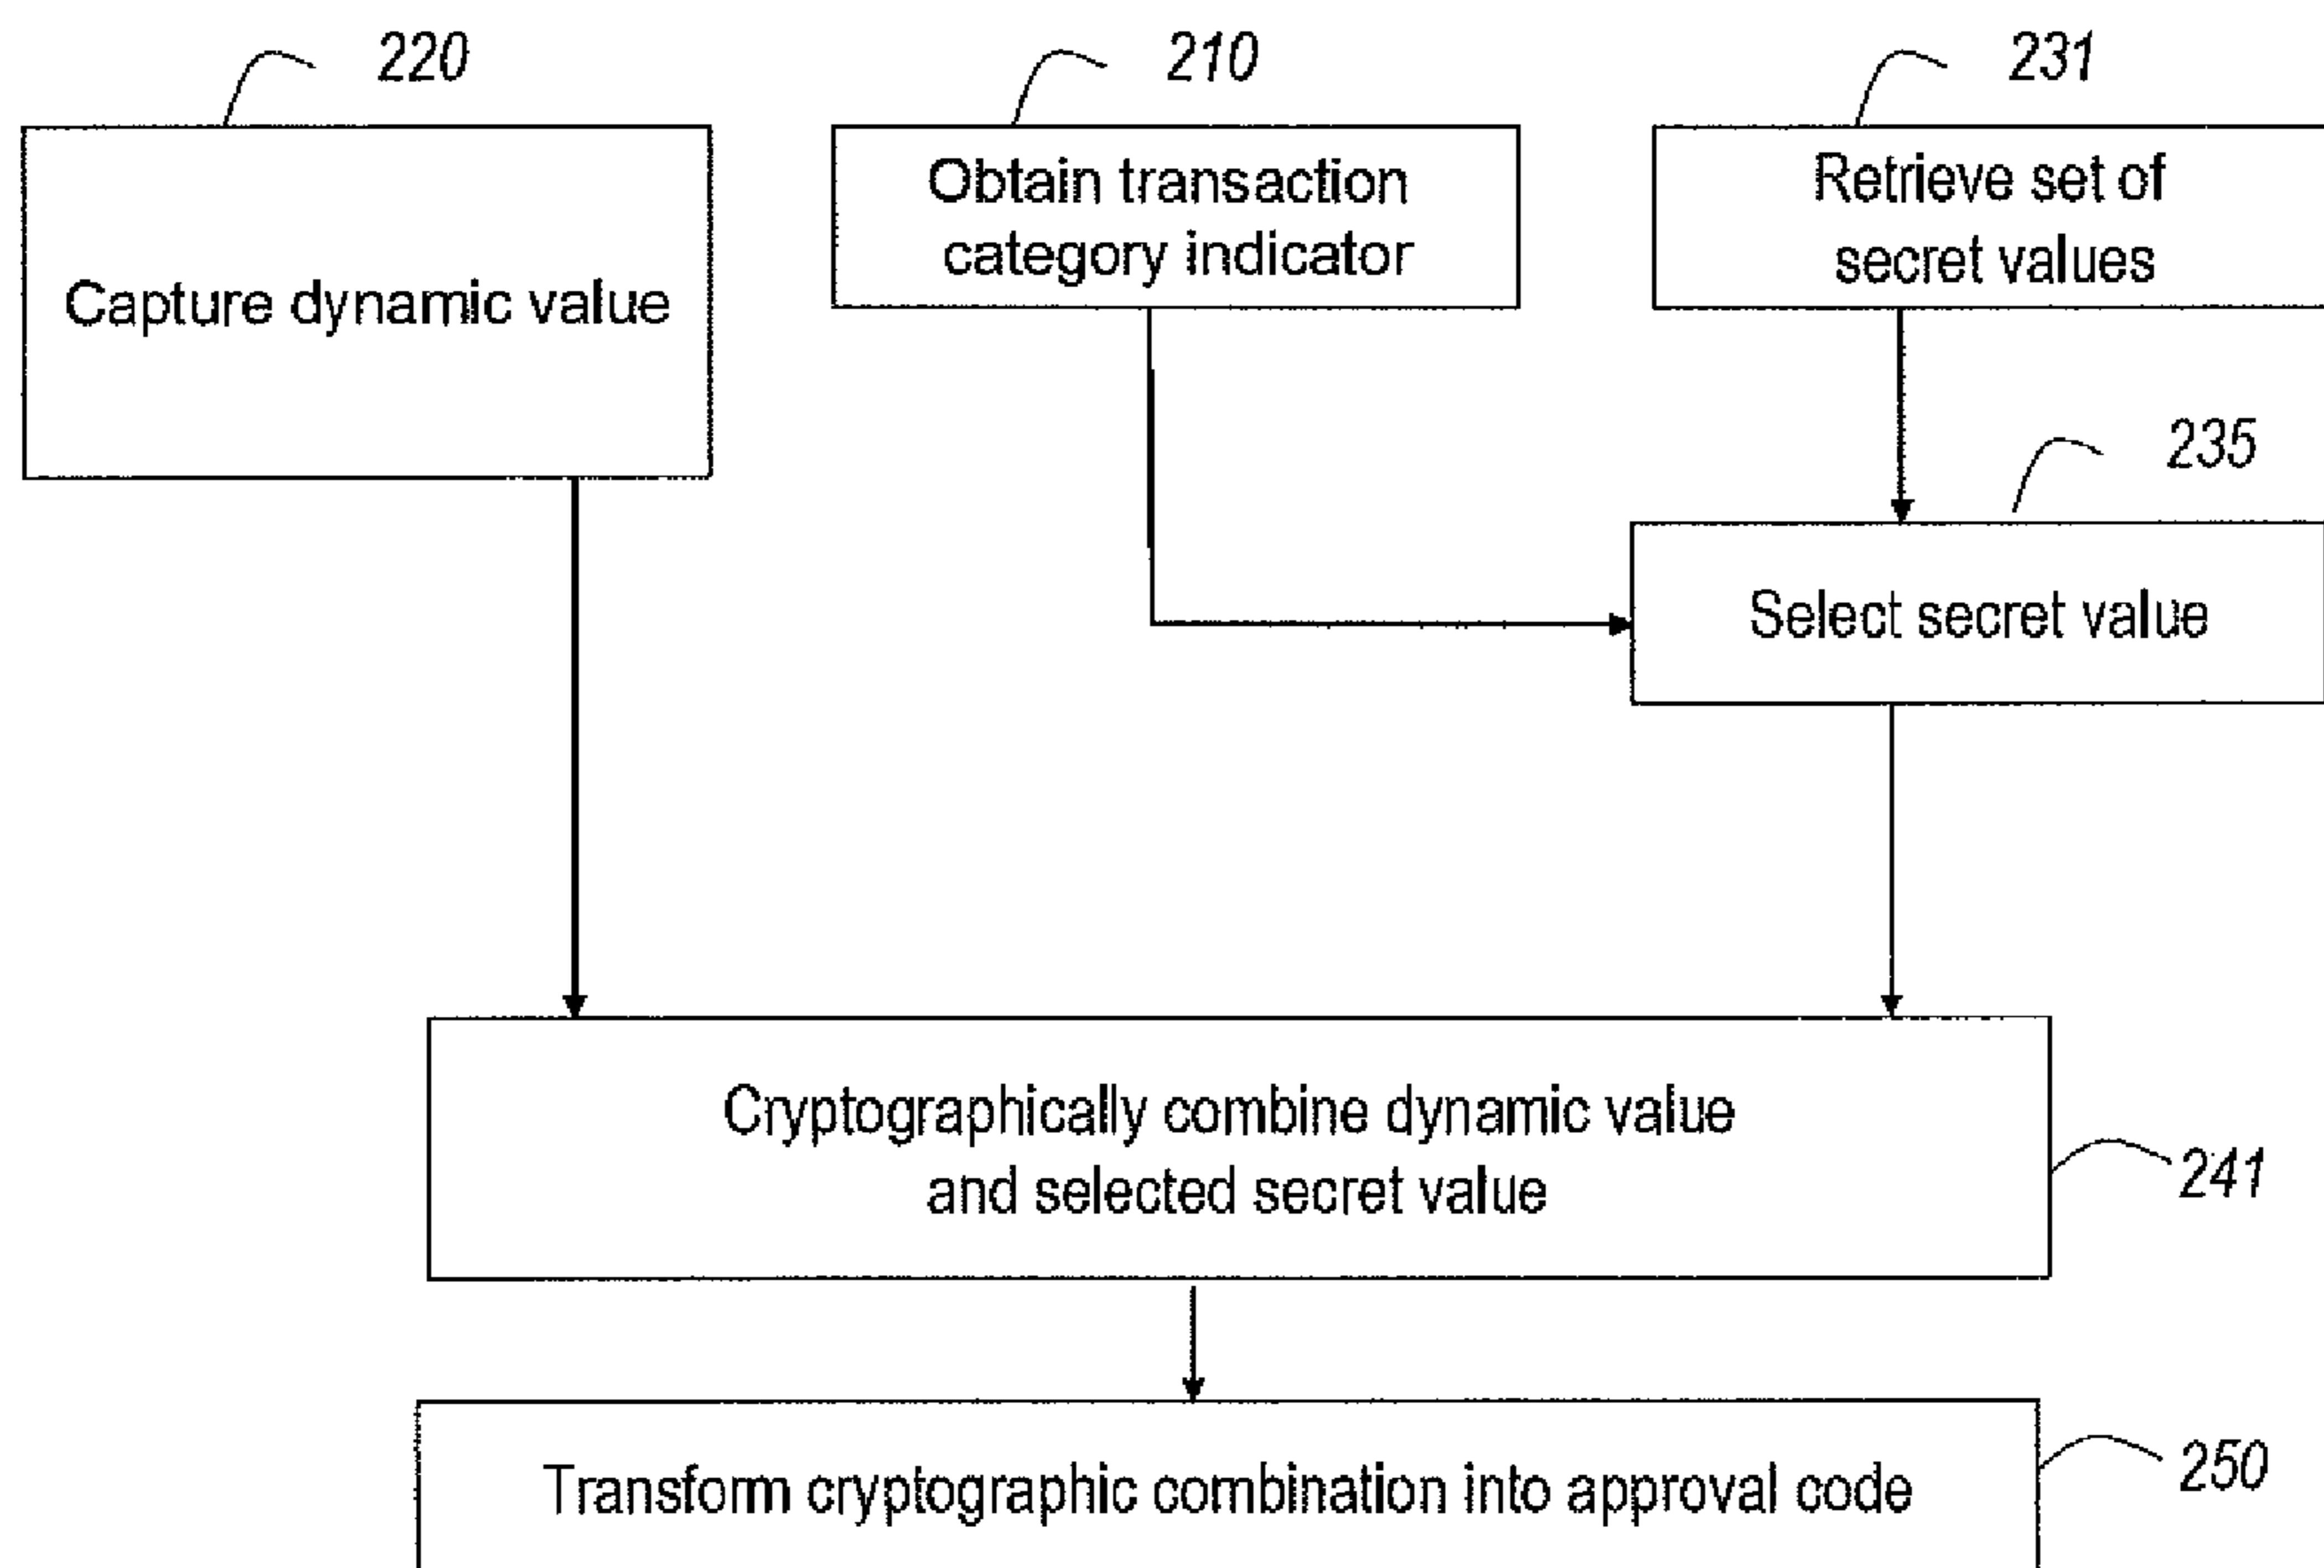 220
210
231
Capture dynamic value
Obtain transaction
category indicator
Retrieve set of
secret values
235
Select secret value
Cryptographically combine dynamic value
and selected secret value
241
Transform cryptographic combination into approval code
250